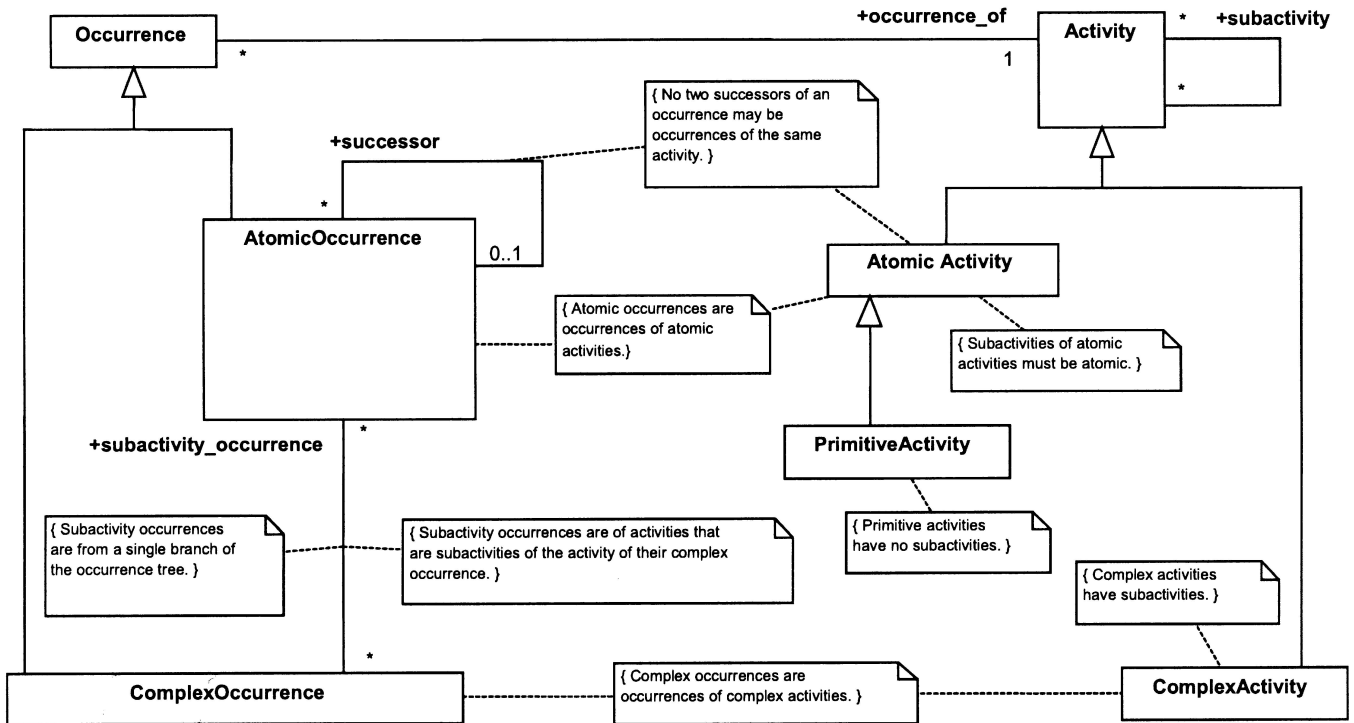 +occurrence_of
* +subactivity
Occurrence
Activity
*
1
*
{ No two successors of an
occurrence may be
occurrences of the same
activity. }
+successor
*
AtomicOccurrence
0..1
Atomic Activity
{ Atomic occurrences are
occurrences of atomic
activities.}
{ Subactivities of atomic
activities must be atomic. }
+subactivity_occurrence
*
PrimitiveActivity
{ Subactivity occurrences
are from a single branch of
the occurrence tree. }
{ Subactivity occurrences are of activities that
are subactivities of the activity of their complex
occurrence. }
{ Primitive activities
have no subactivities. }
{ Complex activities
have subactivities. }
*
ComplexOccurrence
{ Complex occurrences are
occurrences of complex activities. }
ComplexActivity